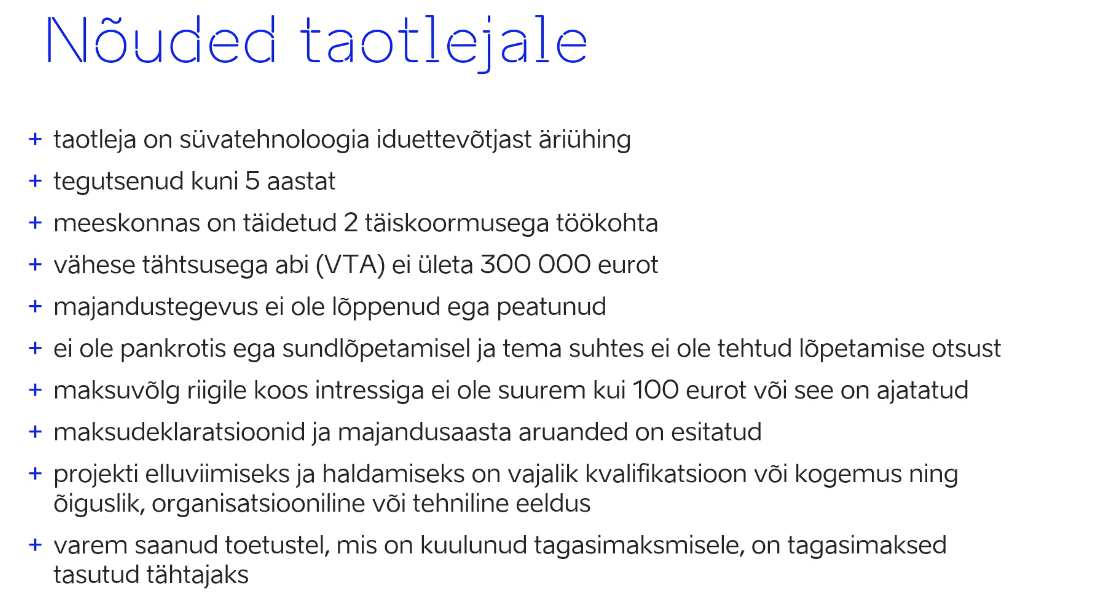 Nõuded taotlejale
+ taotleja on süvatehnoloogia iduettevõtjast äriühing
+ tegutsenud kuni 5 aastat
+ meeskonnas on täidetud 2 täiskoormusega töökohta
+ vähese tähtsusega abi (VTA) ei ületa 300 000 eurot
+ majandustegevus ei ole lõppenud ega peatunud
+ ei ole pankrotis ega sundlõpetamisel ja tema suhtes ei ole tehtud lõpetamise otsust
+ maksuvõlg riigile koos intressiga ei ole suurem kui 100 eurot või see on ajatatud
+ maksudeklaratsioonid ja majandusaasta aruanded on esitatud
+ projekti elluviimiseks ja haldamiseks on vajalik kvalifikatsioon või kogemus ning
õiguslik, organisatsiooniline või tehniline eeldus
+ varem saanud toetustel, mis on kuulunud tagasimaksmisele, on tagasimaksed
tasutud tähtajaks